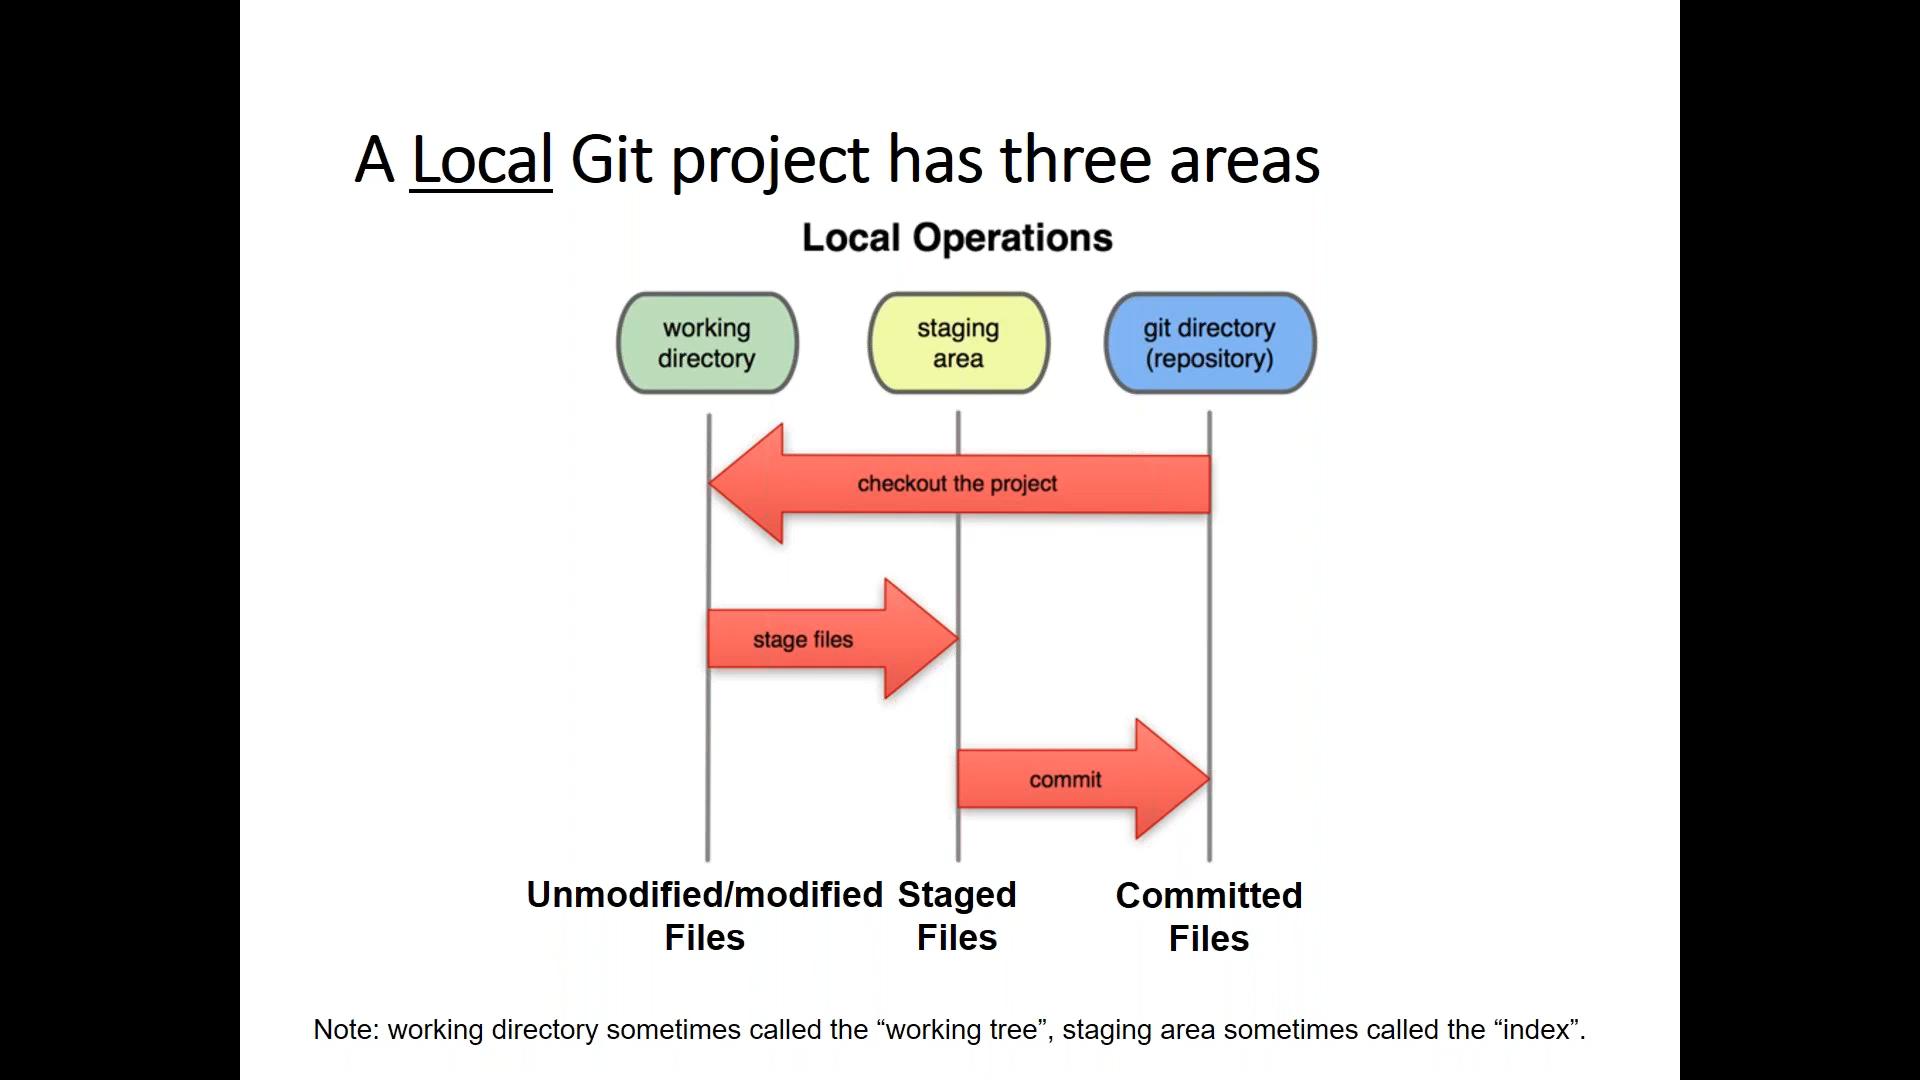 A Local Git project has three areas
Local Operations
working
directory
staging
area
git directory
(repository)
checkout the project
stage files
commit
Unmodified/modified
Files
Staged
Files
Committed
Files
Note: working directory sometimes called the “working tree”, staging area sometimes called the “index”.